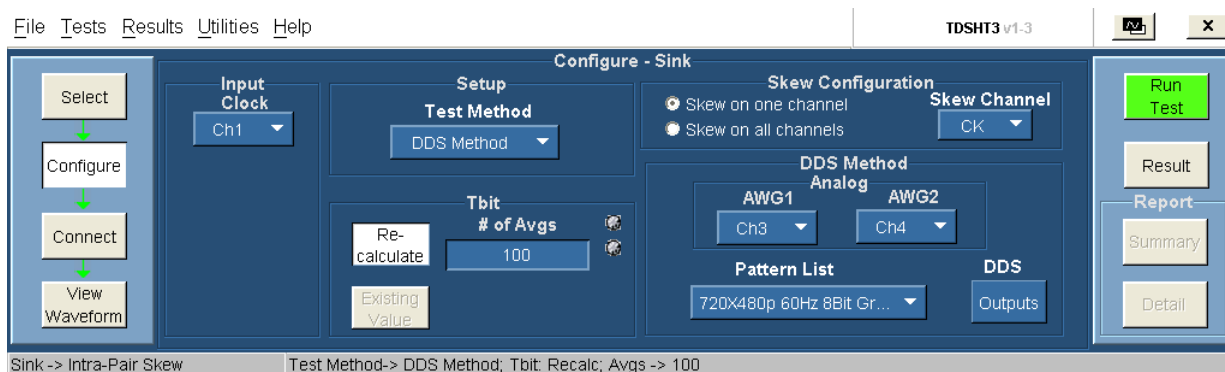 File Tests Results Utilities Help
TDSHT3 v1-3
x
Select
Configure
Connect
View
Waveform
Configure - Sink
Input
Clock
Ch1
Setup
Test Method
DDS Method
Tbit
Re-
calculate
# of Avgs
100
Existing
Value
Skew Configuration
Skew on one channel
Skew on all channels
Skew Channel
CK
DDS Method
Analog
AWG1
Ch3
AWG2
Ch4
Pattern List
720X480p 60Hz 8Bit Gr...
DDS
Outputs
Run
Test
Result
Report
Summary
Detail
Sink -> Intra-Pair Skew
Test Method-> DDS Method; Tbit: Recalc; Avgs -> 100